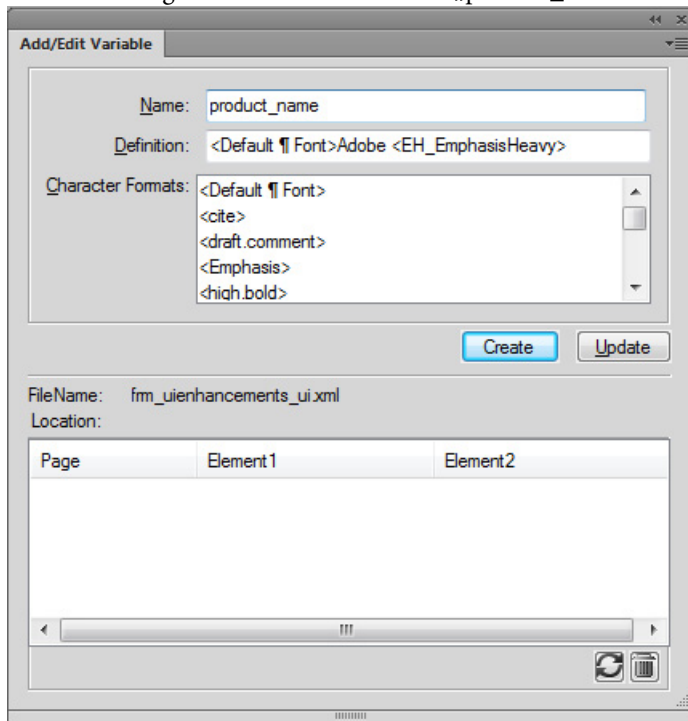 Add/Edit Variable
Name: product_name
Definition: <Default ¶ Font>Adobe <EH_EmphasisHeavy>
Character Formats: <Default ¶ Font>
<cite>
<draft.comment>
<Emphasis>
<high.bold>
Create Update
FileName: frm_uienhancements_ui.xml
Location:
Page Element1 Element2